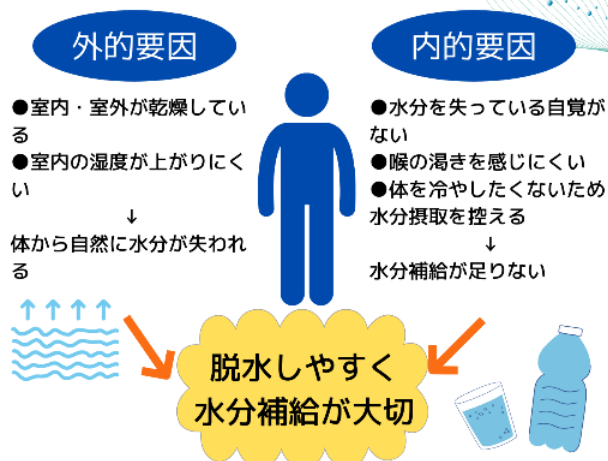 外的要因
●室内・室外が乾燥してい
る
●室内の湿度が上がりにく
い
↓
体から自然に水分が失われ
る
内的要因
●水分を失っている自覚が
ない
●喉の渇きを感じにくい
●体を冷やしたくないため
水分摂取を控える
↓
水分補給が足りない
脱水しやすく
水分補給が大切